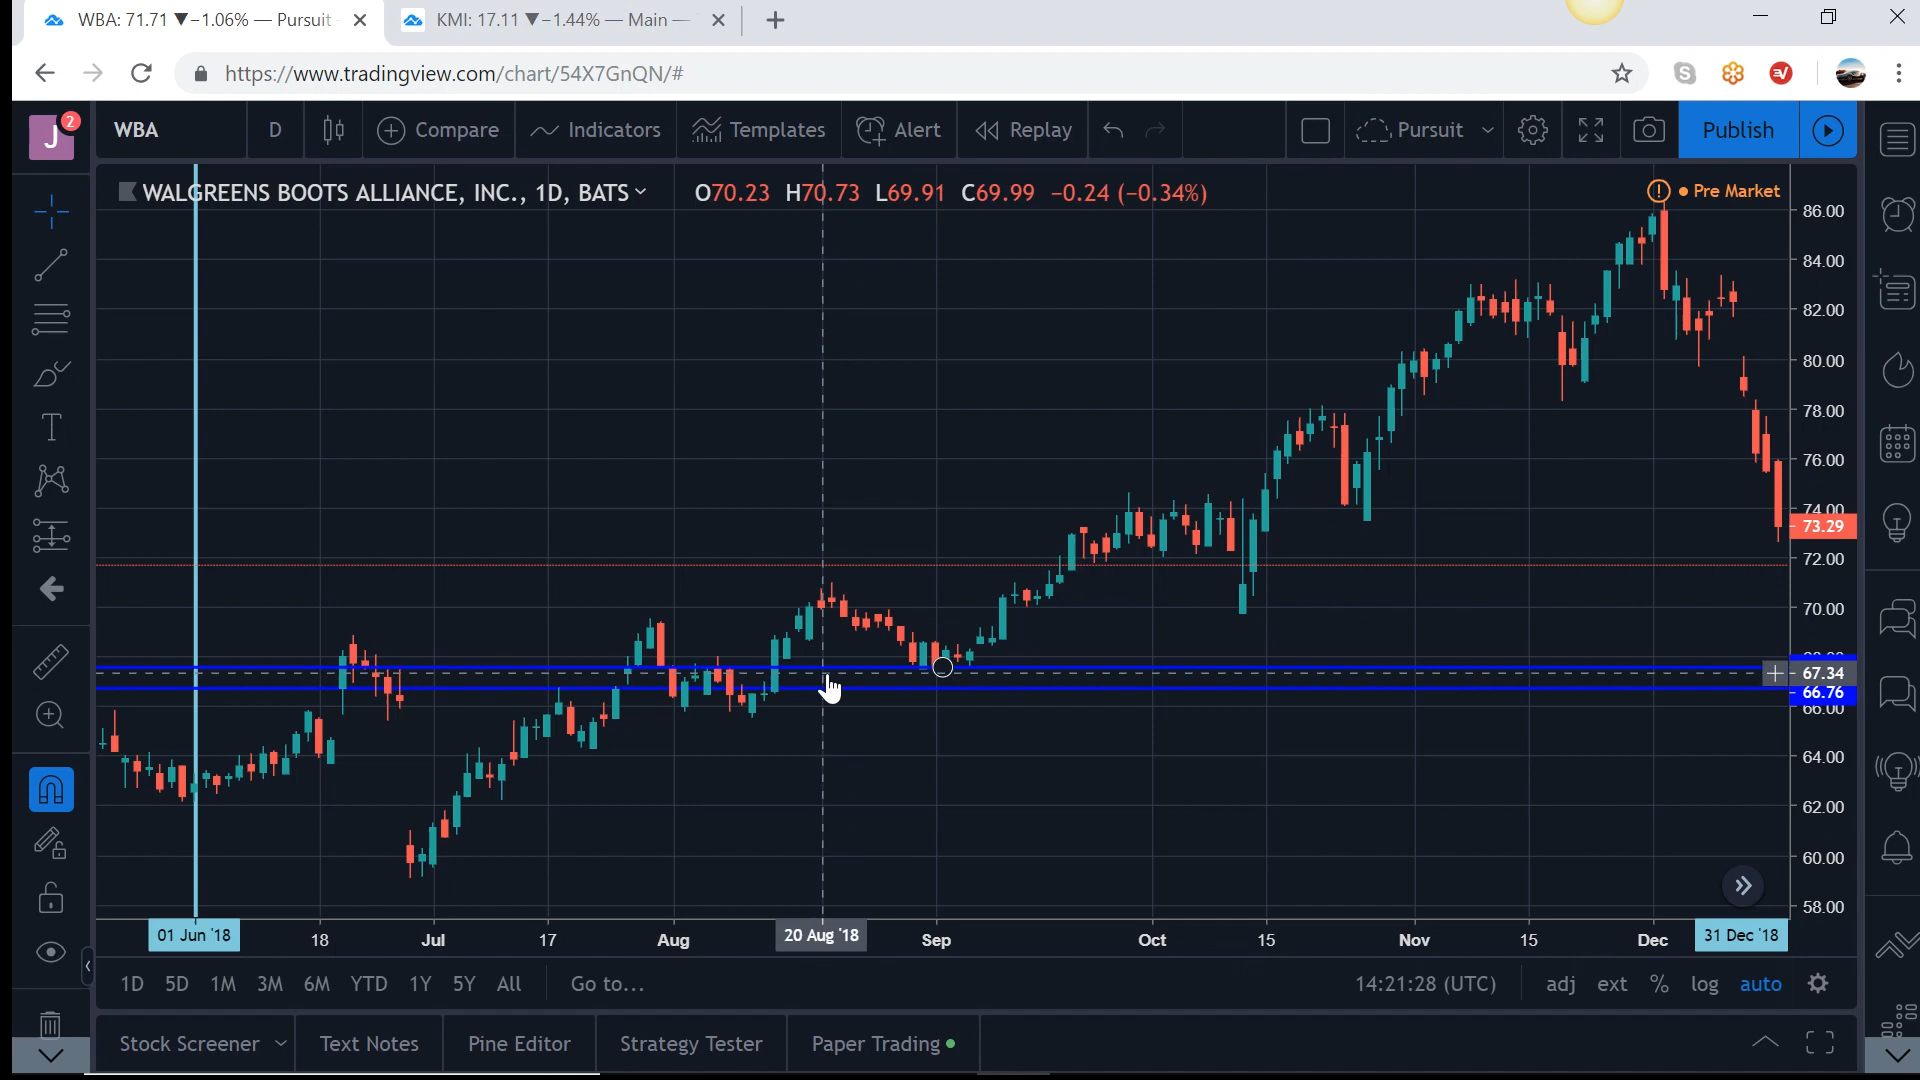 WBA: 71.71 ▼−1.06% — Pursuit
KMI: 17.11 ▼−1.44% — Main —
https://www.tradingview.com/chart/54X7GnQN/#
J
2
WBA
D
Compare
Indicators
Templates
Alert
Replay
Pursuit
Publish
WALGREENS BOOTS ALLIANCE, INC., 1D, BATS
O70.23 H70.73 L69.91 C69.99 −0.24 (−0.34%)
Pre Market
86.00
84.00
82.00
80.00
78.00
76.00
74.00
73.29
72.00
70.00
67.34
66.76
66.00
64.00
62.00
60.00
58.00
01 Jun '18
18
Jul
17
Aug
20 Aug '18
Sep
Oct
15
Nov
15
Dec
31 Dec '18
1D 5D 1M 3M 6M YTD 1Y 5Y All
Go to...
14:21:28 (UTC)
adj ext % log auto
Stock Screener
Text Notes
Pine Editor
Strategy Tester
Paper Trading